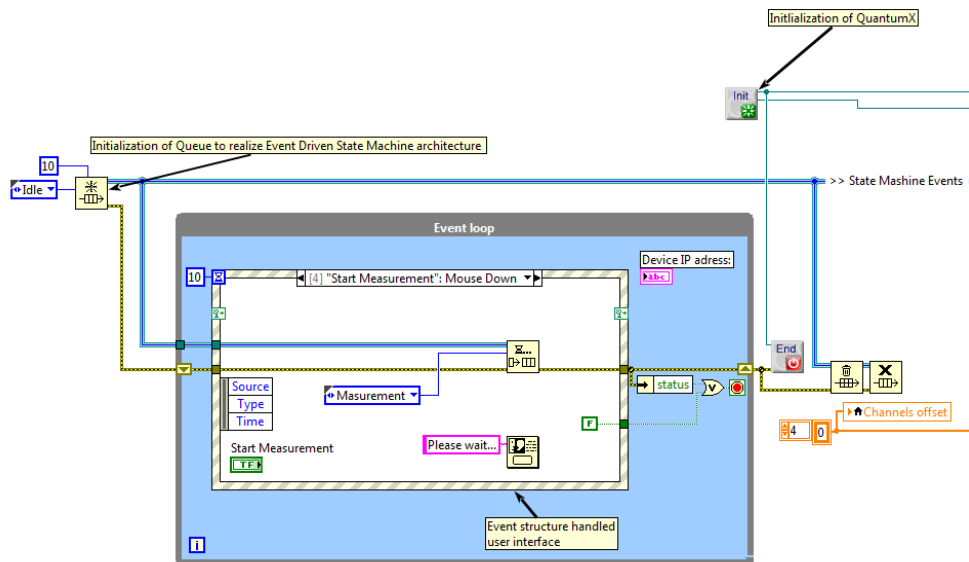 Initlialization of QuantumX
Init
Initialization of Queue to realize Event Driven State Machine architecture
10
Idle
>> State Mashine Events
Event loop
Device IP adress:
abc
10
[4] "Start Measurement": Mouse Down
End
Source
Type
Time
Masurement
status
V
Channels offset
4
0
F
Start Measurement
TF
Please wait...
Event structure handled
user interface
i